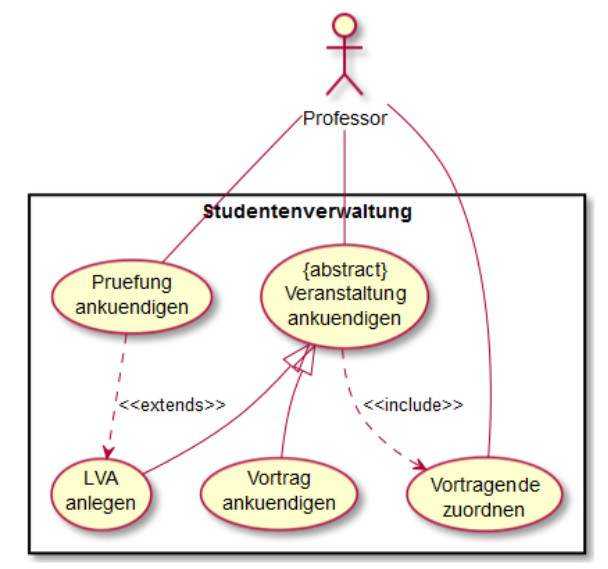 Professor
Studentenverwaltung
Pruefung
ankuendigen
{abstract}
Veranstaltung
ankuendigen
<<extends>>
<<include>>
LVA
anlegen
Vortrag
ankuendigen
Vortragende
zuordnen